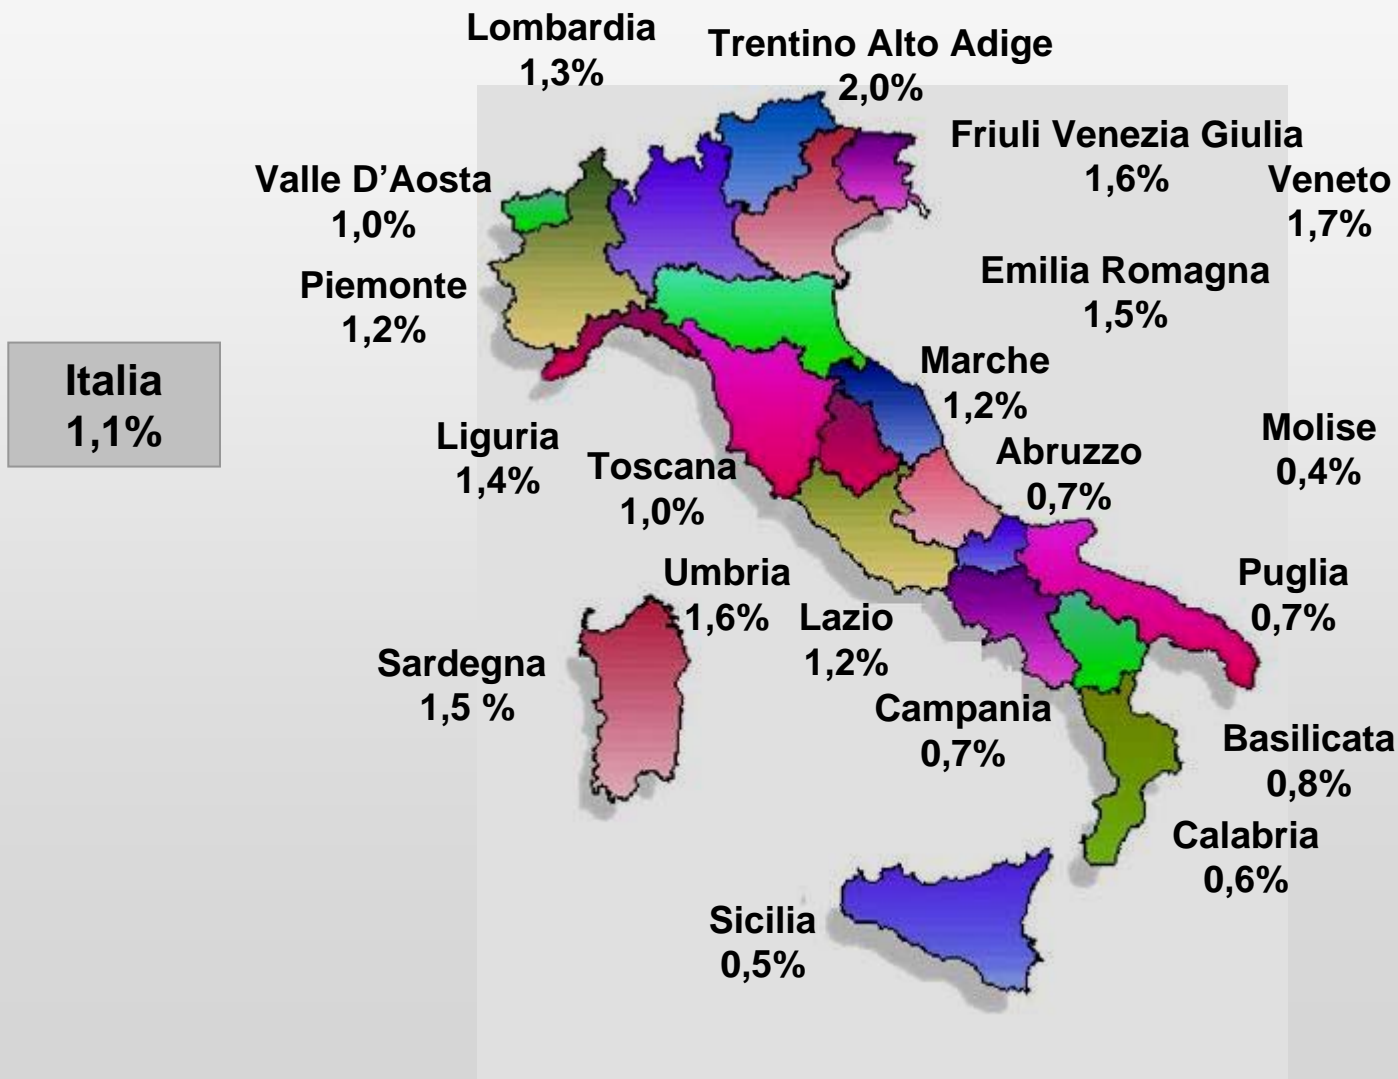 Lombardia
1,3%
Trentino Alto Adige
2,0%
Friuli Venezia Giulia
1,6%
Veneto
1,7%
Valle D’Aosta
1,0%
Piemonte
1,2%
Emilia Romagna
1,5%
Italia
1,1%
Marche
1,2%
Liguria
1,4%
Toscana
1,0%
Abruzzo
0,7%
Molise
0,4%
Umbria
1,6%
Lazio
1,2%
Puglia
0,7%
Sardegna
1,5 %
Campania
0,7%
Basilicata
0,8%
Calabria
0,6%
Sicilia
0,5%